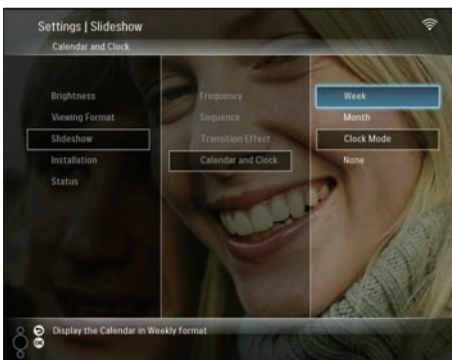 Settings | Slideshow
Calendar and Clock
Brightness
Viewing Format
Slideshow
Installation
Status
Frequency
Sequence
Transition Effect
Calendar and Clock
Week
Month
Clock Mode
None
OK
Display the Calendar in Weekly format